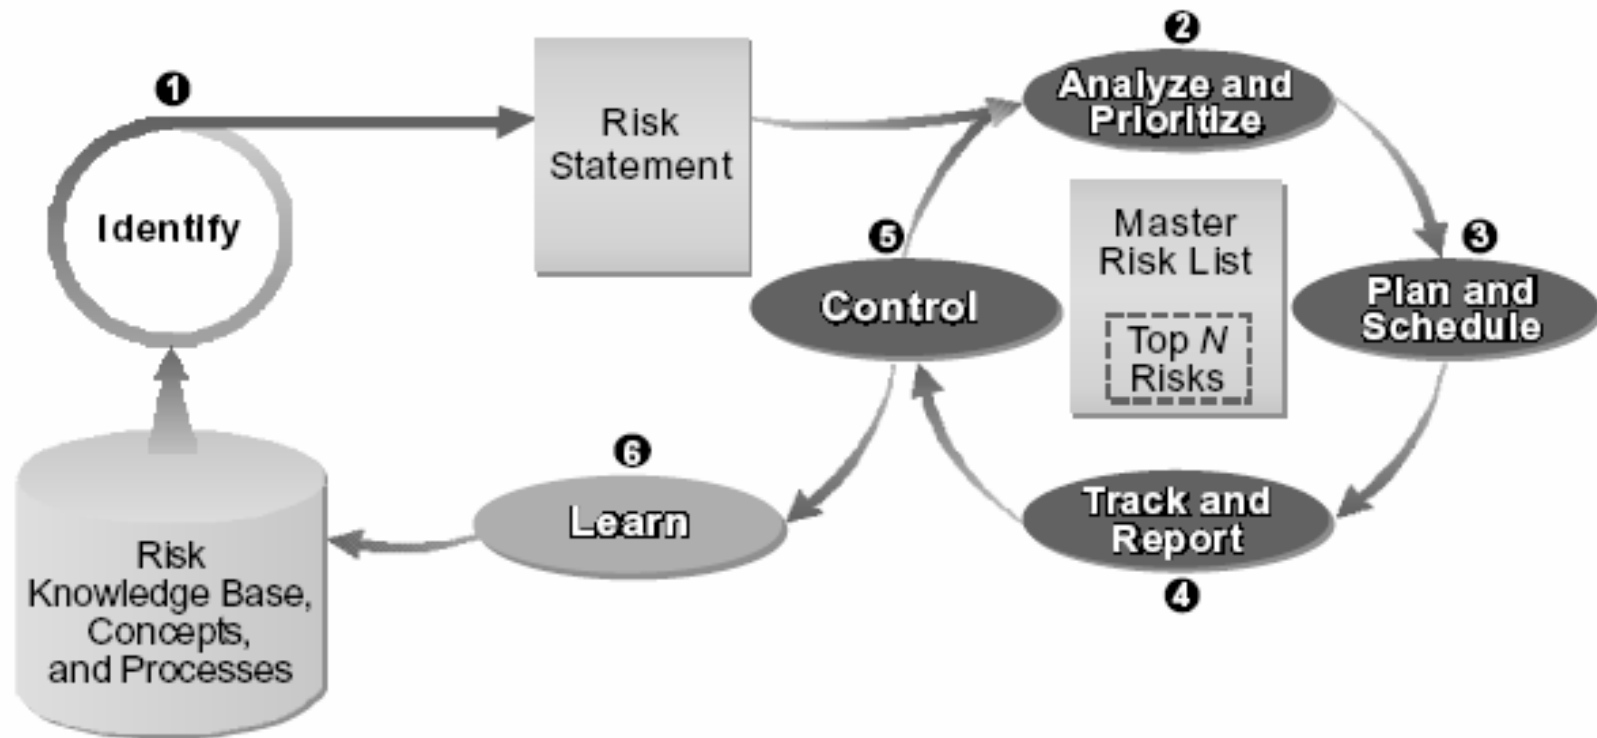 1
Identify
Risk
Statement
2
Analyze and
Prioritize
3
Plan and
Schedule
Master
Risk List
Top N
Risks
4
Track and
Report
5
Control
6
Learn
Risk
Knowledge Base,
Concepts,
and Processes